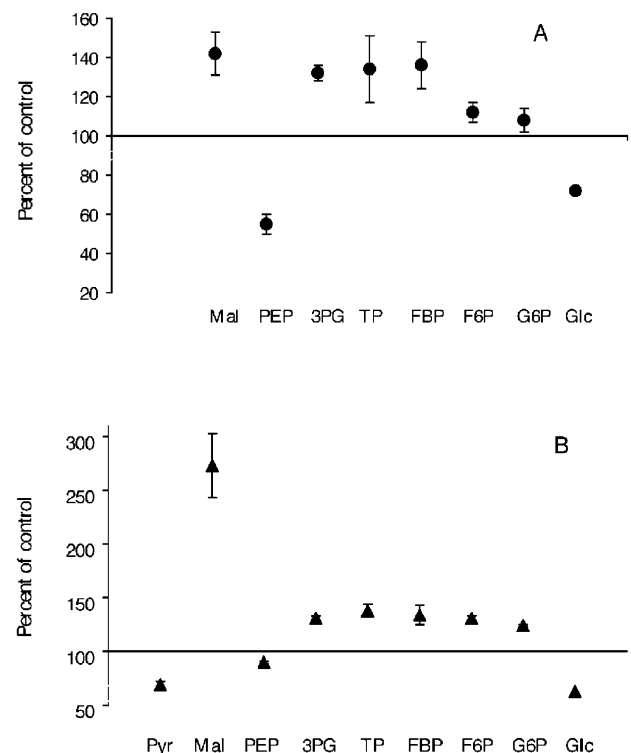 A
Percent of control
160
140
120
100
80
60
40
20
Mal PEP 3PG TP FBP F6P G6P Glc
B
Percent of control
300
250
200
150
100
50
Pyr Mal PEP 3PG TP FBP F6P G6P Glc